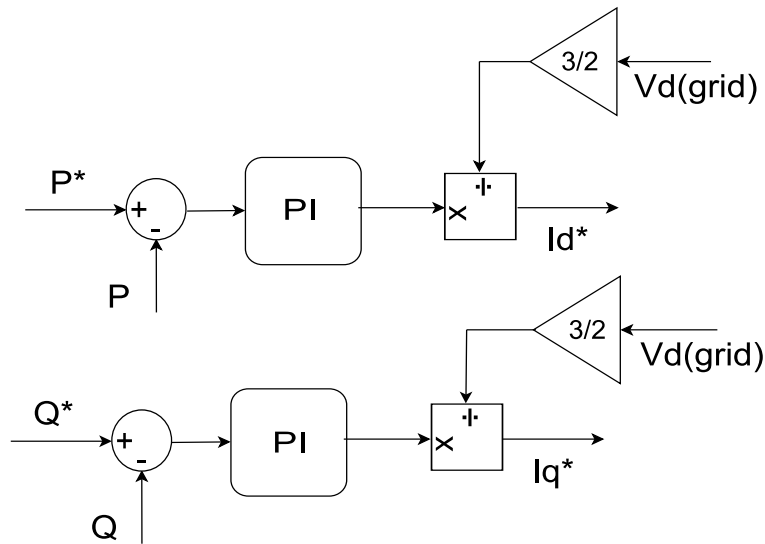 3/2
Vd(grid)
P*
+
-
PI
÷
X
Id*
P
3/2
Vd(grid)
Q*
+
-
PI
÷
X
Iq*
Q